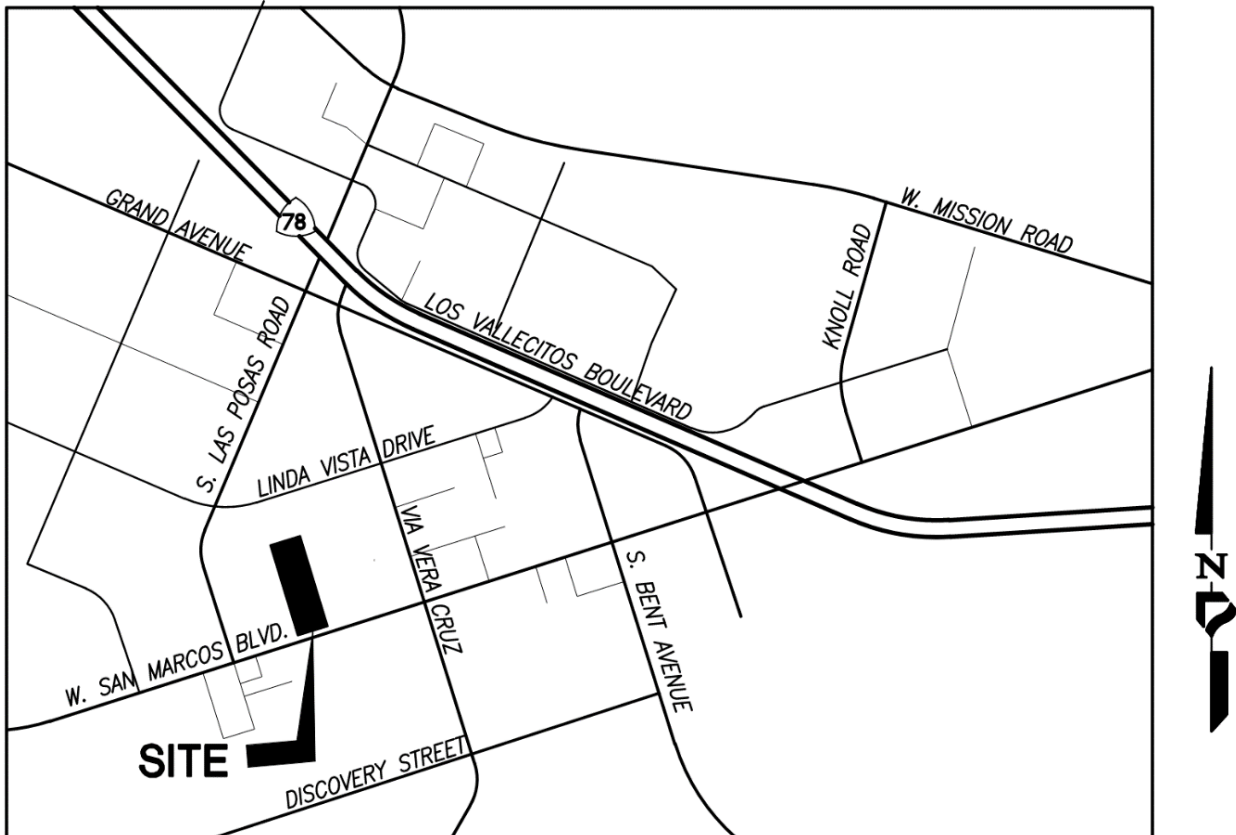 W. MISSION ROAD
GRAND AVENUE
78
KNOLL ROAD
LOS VALLECITOS BOULEVARD
S. LAS POSAS ROAD
LINDA VISTA DRIVE
VIA VERA CRUZ
N
S. BENT AVENUE
W. SAN MARCOS BLVD.
SITE
DISCOVERY STREET